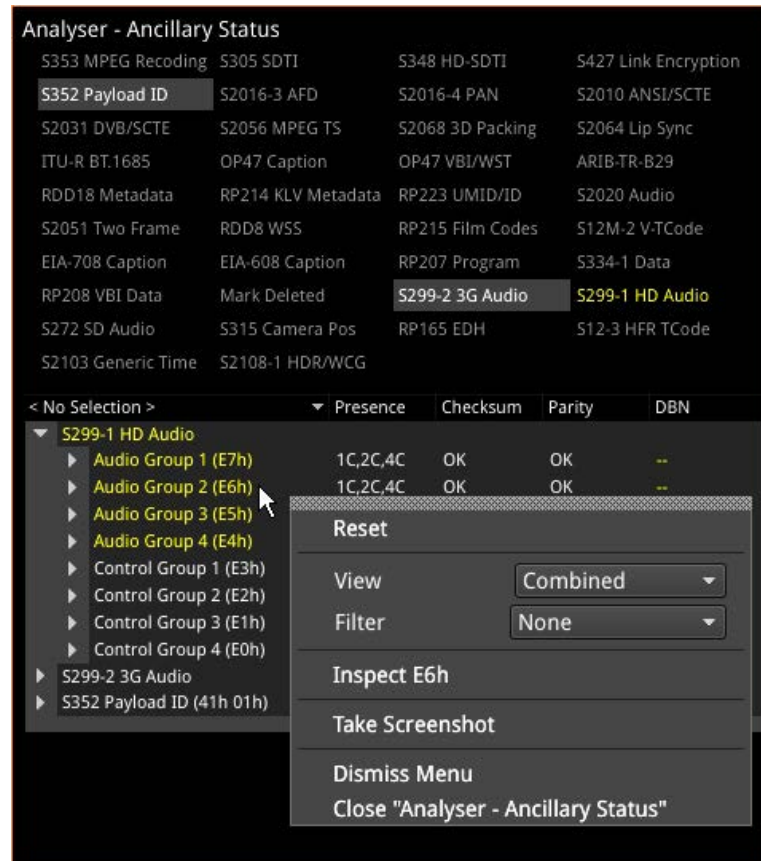 Analyser - Ancillary Status
S353 MPEG Recoding S305 SDTI S348 HD-SDTI S427 Link Encryption
S352 Payload ID S2016-3 AFD S2016-4 PAN S2010 ANSI/SCTE
S2031 DVB/SCTE S2056 MPEG TS S2068 3D Packing S2064 Lip Sync
ITU-R BT.1685 OP47 Caption OP47 VBI/WST ARIB-TR-B29
RDD18 Metadata RP214 KLV Metadata RP223 UMID/ID S2020 Audio
S2051 Two Frame RDD8 WSS RP215 Film Codes S12M-2 V-TCode
EIA-708 Caption EIA-608 Caption RP207 Program S334-1 Data
RP208 VBI Data Mark Deleted S299-2 3G Audio S299-1 HD Audio
S272 SD Audio S315 Camera Pos RP165 EDH S12-3 HFR TCode
S2103 Generic Time S2108-1 HDR/WCG
< No Selection > Presence Checksum Parity DBN
S299-1 HD Audio
Audio Group 1 (E7h) 1C,2C,4C OK OK --
Audio Group 2 (E6h) 1C,2C,4C OK OK --
Audio Group 3 (E5h)
Audio Group 4 (E4h)
Control Group 1 (E3h)
Control Group 2 (E2h)
Control Group 3 (E1h)
Control Group 4 (E0h)
S299-2 3G Audio
S352 Payload ID (41h 01h)
Reset
View Combined
Filter None
Inspect E6h
Take Screenshot
Dismiss Menu
Close "Analyser - Ancillary Status"